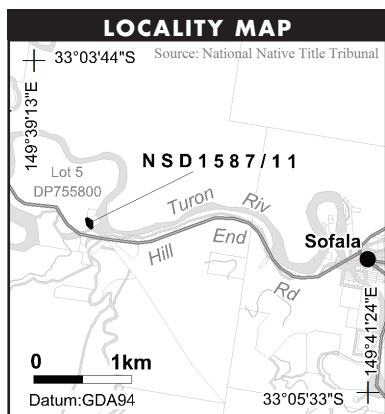 LOCALITY MAP
Source: National Native Title Tribunal
33°03'44"S
149°39'13"E
Lot 5
DP755800
NSD1587/11
Turon Riv
Hill End Rd
Sofala
0 1km
Datum:GDA94
149°41'24"E
33°05'33"S